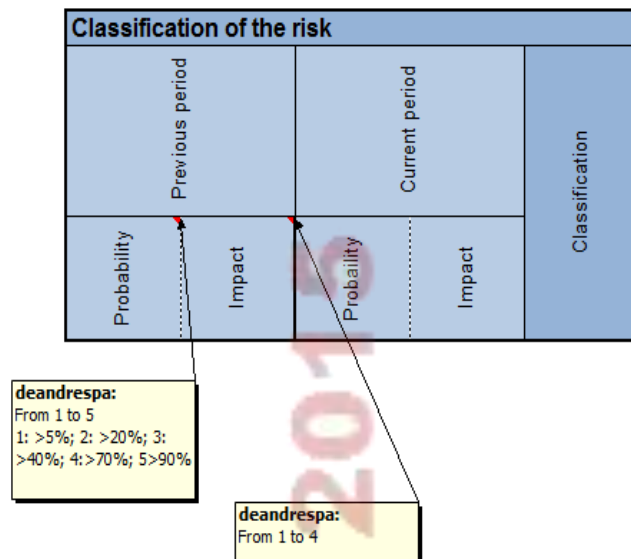 Classification of the risk
Previous period
Current period
Classification
Probability
Impact
Probaility
Impact
2015
deandrespa:
From 1 to 5
1: >5%; 2: >20%; 3:
>40%; 4:>70%; 5>90%
deandrespa:
From 1 to 4